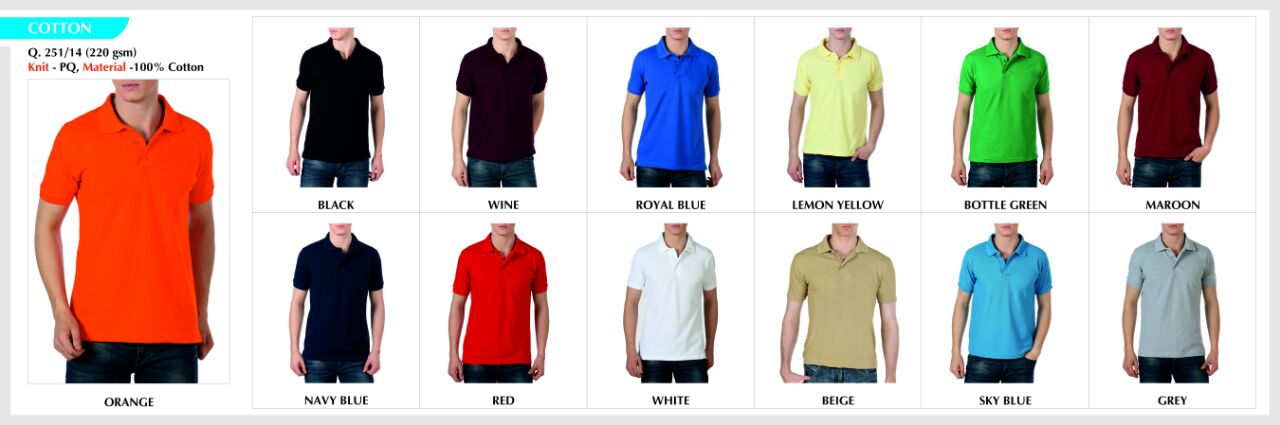 COTTON
Q. 251/14 (220 gsm)
Knit - PQ, Material -100% Cotton
ORANGE
BLACK
WINE
ROYAL BLUE
LEMON YELLOW
BOTTLE GREEN
MAROON
NAVY BLUE
RED
WHITE
BEIGE
SKY BLUE
GREY